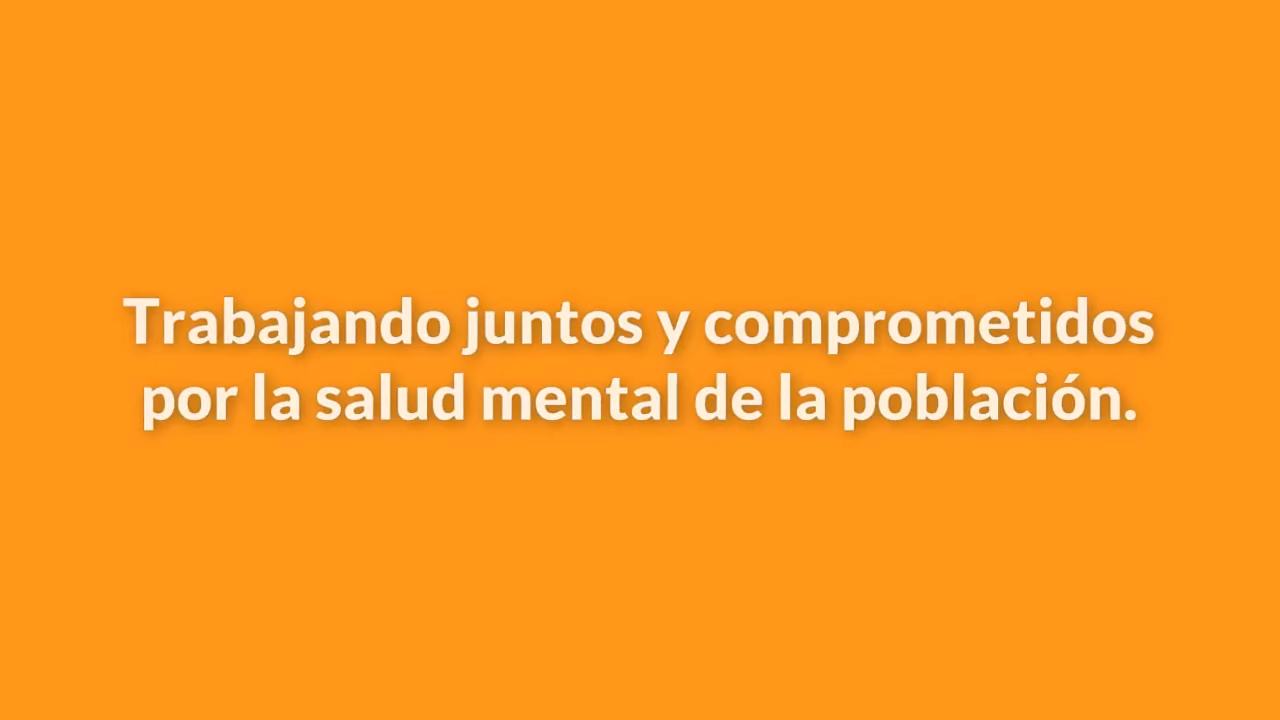 Trabajando juntos y comprometidos
por la salud mental de la población.